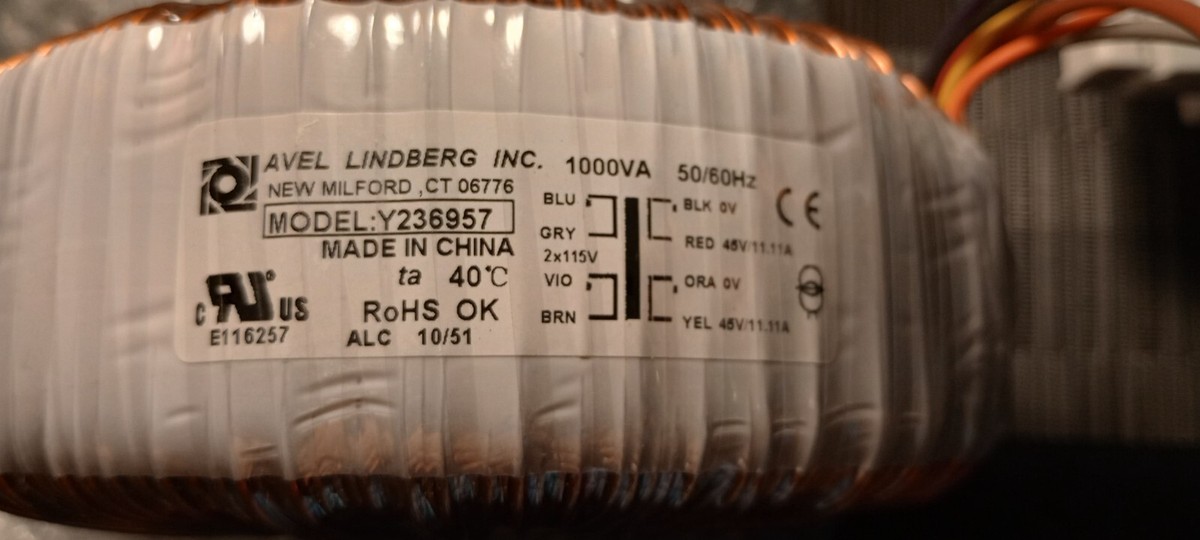 AVEL LINDBERG INC. 1000VA 50/60Hz
NEW MILFORD ,CT 06776
MODEL:Y236957
MADE IN CHINA
ta 40°C
RoHS OK
ALC 10/51
C RU US
E116257
BLU
GRY
2x115V
VIO
BRN
BLK 0V
RED 45V/11.11A
ORA 0V
YEL 45V/11.11A
CE